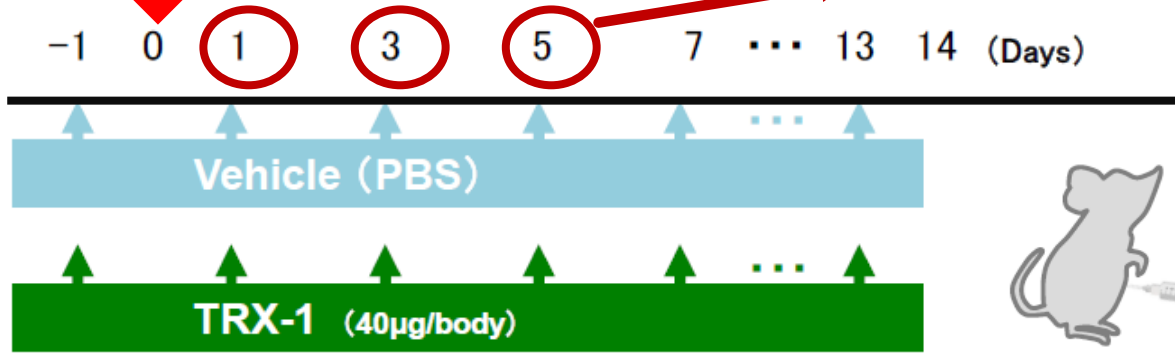 -1 0 1 3 5 7 ･･･ 13 14 (Days)
･･･
Vehicle (PBS)
･･･
TRX-1 (40μg/body)